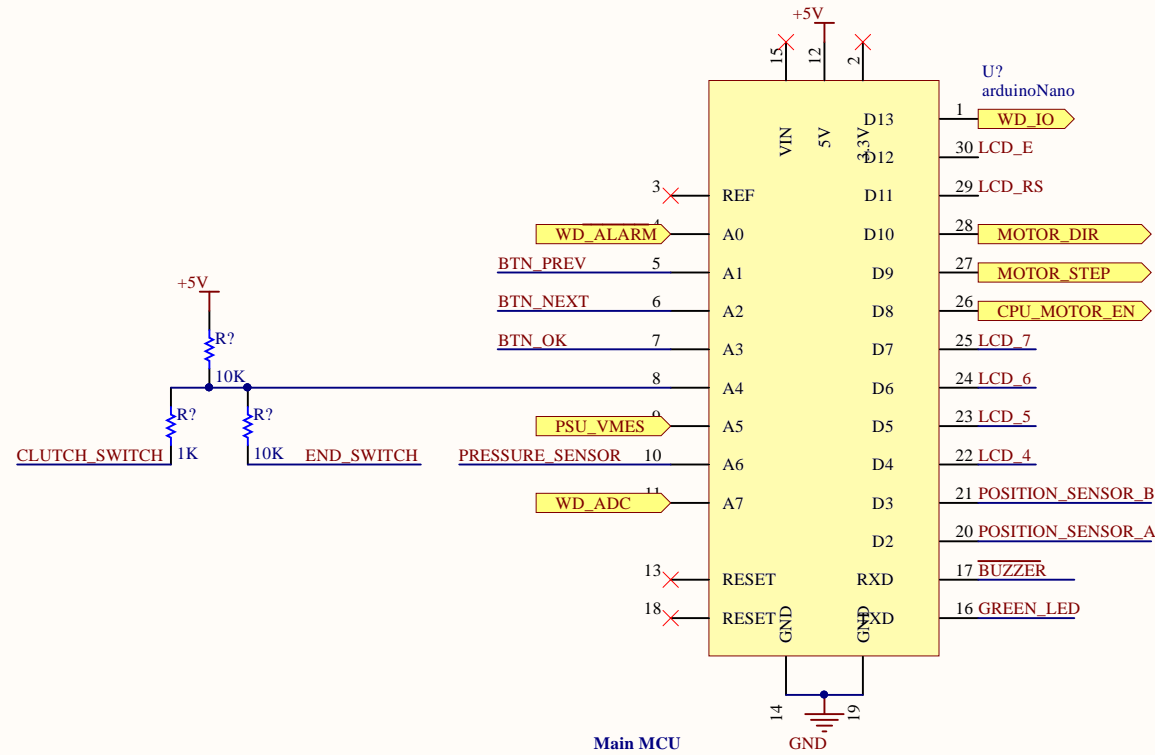 +5V
15
12
2
U?
arduinoNano
VIN
5V
3.3V
D13
1
WD_IO
D12
30
LCD_E
3
REF
D11
29
LCD_RS
WD_ALARM
4
A0
D10
28
MOTOR_DIR
BTN_PREV
5
A1
D9
27
MOTOR_STEP
BTN_NEXT
6
A2
D8
26
CPU_MOTOR_EN
BTN_OK
7
A3
D7
25
LCD_7
+5V
R?
10K
8
A4
D6
24
LCD_6
R?
1K
R?
10K
CLUTCH_SWITCH
END_SWITCH
PSU_VMES
9
A5
D5
23
LCD_5
PRESSURE_SENSOR
10
A6
D4
22
LCD_4
WD_ADC
11
A7
D3
21
POSITION_SENSOR_B
D2
20
POSITION_SENSOR_A
13
RESET
RXD
17
BUZZER
18
RESET
TXD
16
GREEN_LED
GND
GND
14
19
GND
Main MCU